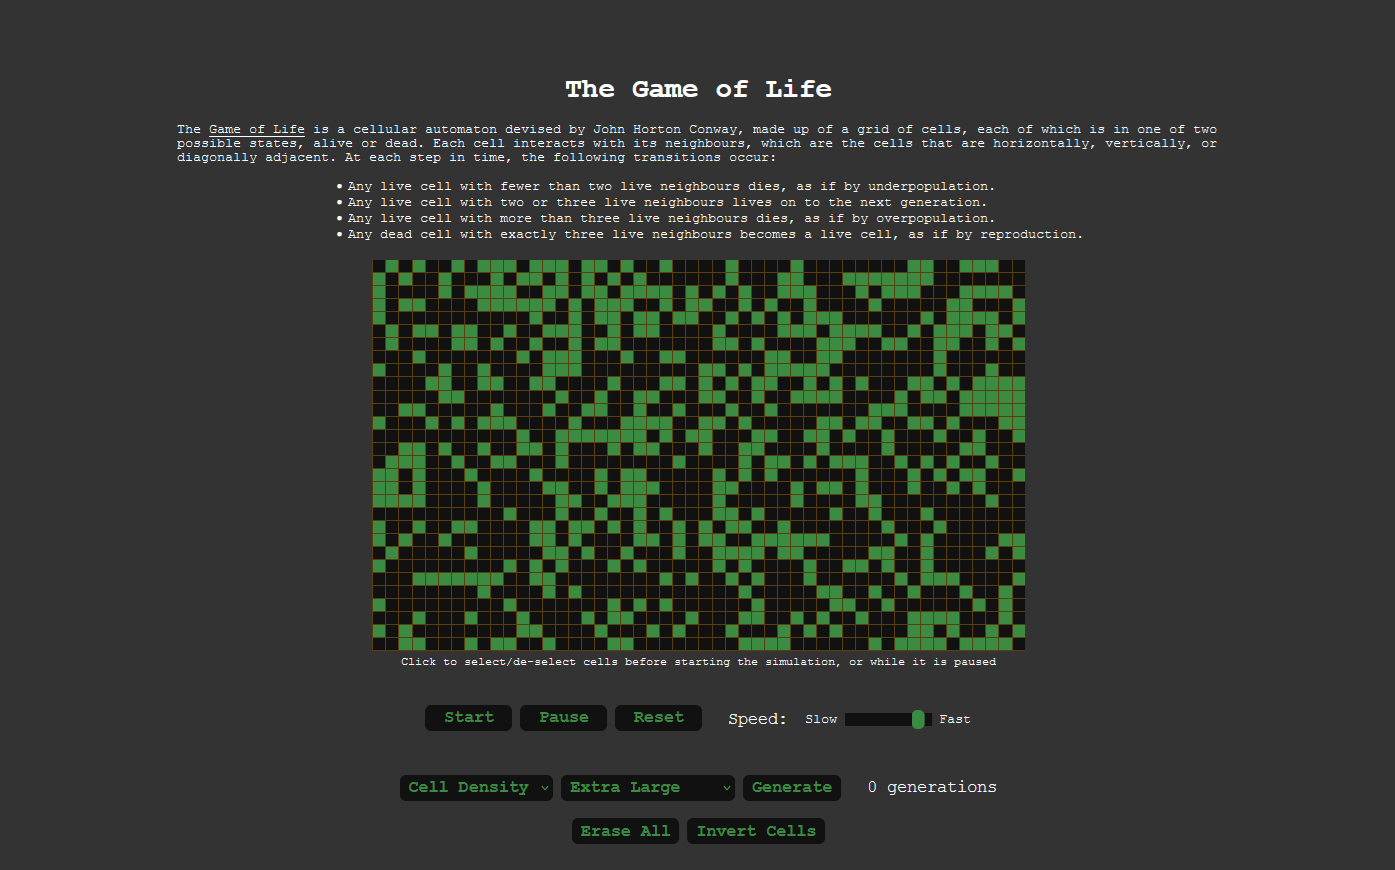 The Game of Life
The Game of Life is a cellular automaton devised by John Horton Conway, made up of a grid of cells, each of which is in one of two
possible states, alive or dead. Each cell interacts with its neighbours, which are the cells that are horizontally, vertically, or
diagonally adjacent. At each step in time, the following transitions occur:
• Any live cell with fewer than two live neighbours dies, as if by underpopulation.
• Any live cell with two or three live neighbours lives on to the next generation.
• Any live cell with more than three live neighbours dies, as if by overpopulation.
• Any dead cell with exactly three live neighbours becomes a live cell, as if by reproduction.
Click to select/de-select cells before starting the simulation, or while it is paused
Start Pause Reset Speed: Slow Fast
Cell Density Extra Large Generate 0 generations
Erase All Invert Cells